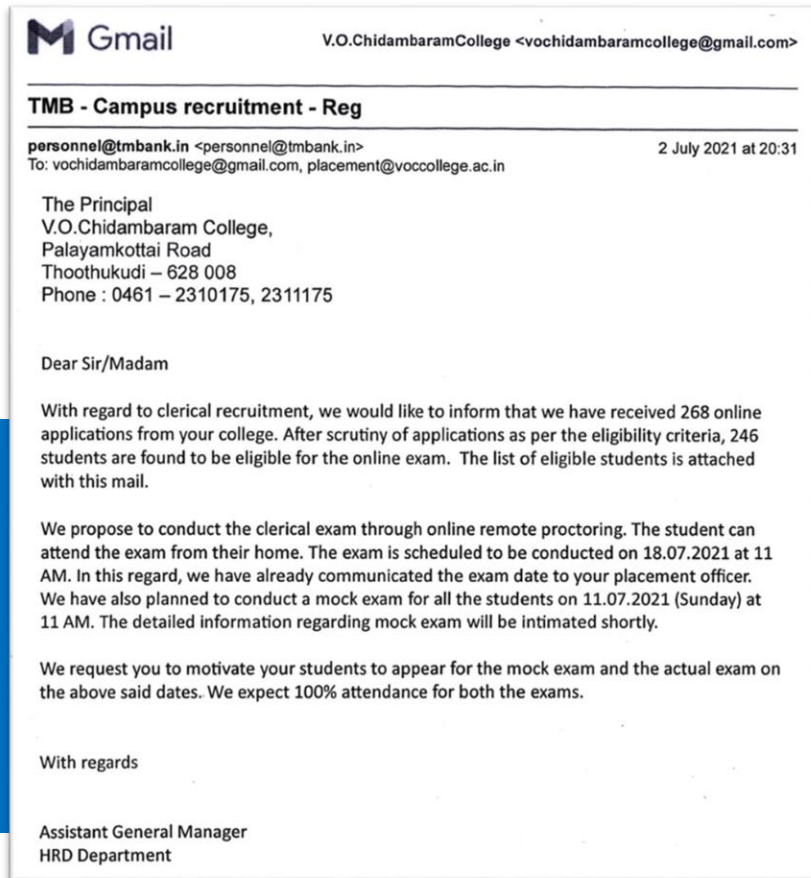 Gmail
V.O.ChidambaramCollege <vochidambaramcollege@gmail.com>
TMB - Campus recruitment - Reg
personnel@tmbank.in <personnel@tmbank.in>
2 July 2021 at 20:31
To: vochidambaramcollege@gmail.com, placement@voccollege.ac.in
The Principal
V.O.Chidambaram College,
Palayamkottai Road
Thoothukudi – 628 008
Phone : 0461 – 2310175, 2311175
Dear Sir/Madam
With regard to clerical recruitment, we would like to inform that we have received 268 online
applications from your college. After scrutiny of applications as per the eligibility criteria, 246
students are found to be eligible for the online exam. The list of eligible students is attached
with this mail.
We propose to conduct the clerical exam through online remote proctoring. The student can
attend the exam from their home. The exam is scheduled to be conducted on 18.07.2021 at 11
AM. In this regard, we have already communicated the exam date to your placement officer.
We have also planned to conduct a mock exam for all the students on 11.07.2021 (Sunday) at
11 AM. The detailed information regarding mock exam will be intimated shortly.
We request you to motivate your students to appear for the mock exam and the actual exam on
the above said dates. We expect 100% attendance for both the exams.
With regards
Assistant General Manager
HRD Department